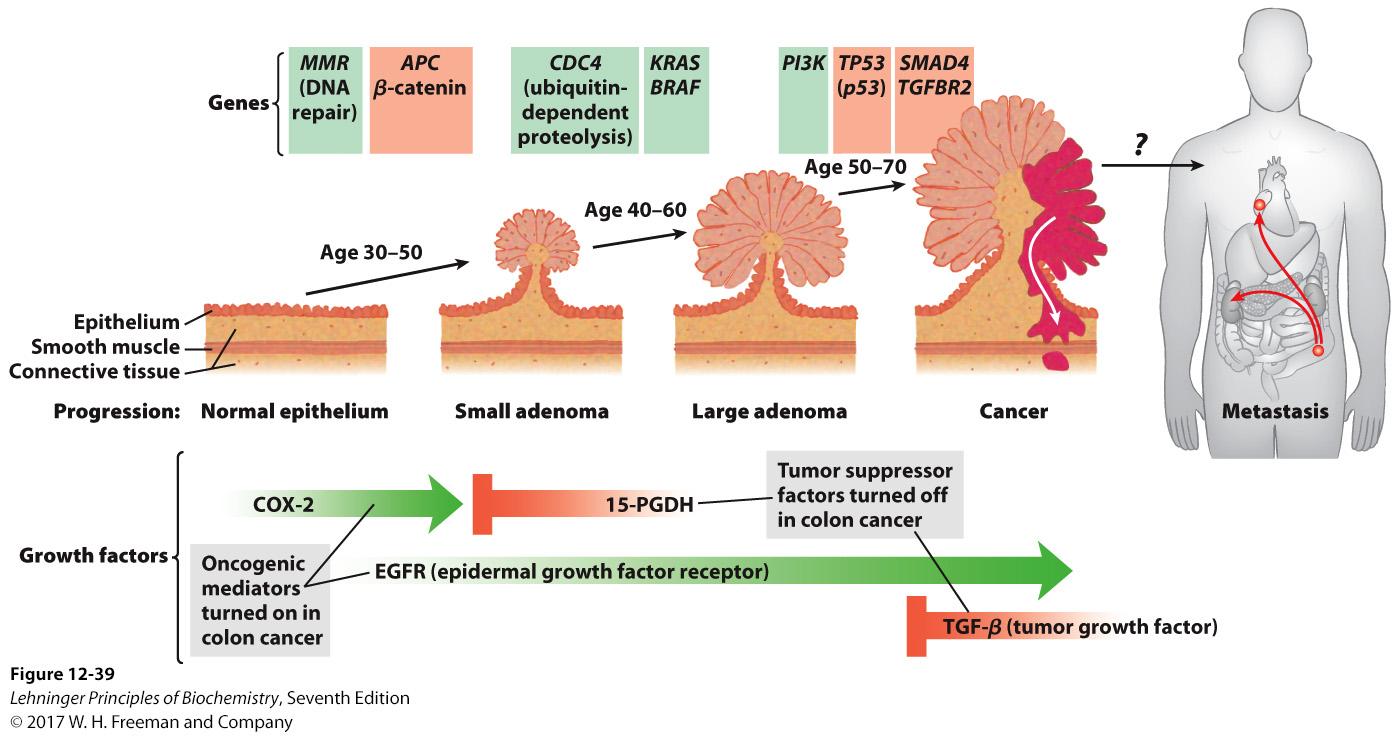 Genes
MMR
(DNA
repair)
APC
β-catenin
CDC4
(ubiquitin-
dependent
proteolysis)
KRAS
BRAF
PI3K
TP53
(p53)
SMAD4
TGFBR2
Age 30–50
Age 40–60
Age 50–70
?
Epithelium
Smooth muscle
Connective tissue
Progression:
Normal epithelium
Small adenoma
Large adenoma
Cancer
Metastasis
Growth factors
COX-2
15-PGDH
Tumor suppressor
factors turned off
in colon cancer
Oncogenic
mediators
turned on in
colon cancer
EGFR (epidermal growth factor receptor)
TGF-β (tumor growth factor)
Figure 12-39
Lehninger Principles of Biochemistry, Seventh Edition
© 2017 W. H. Freeman and Company